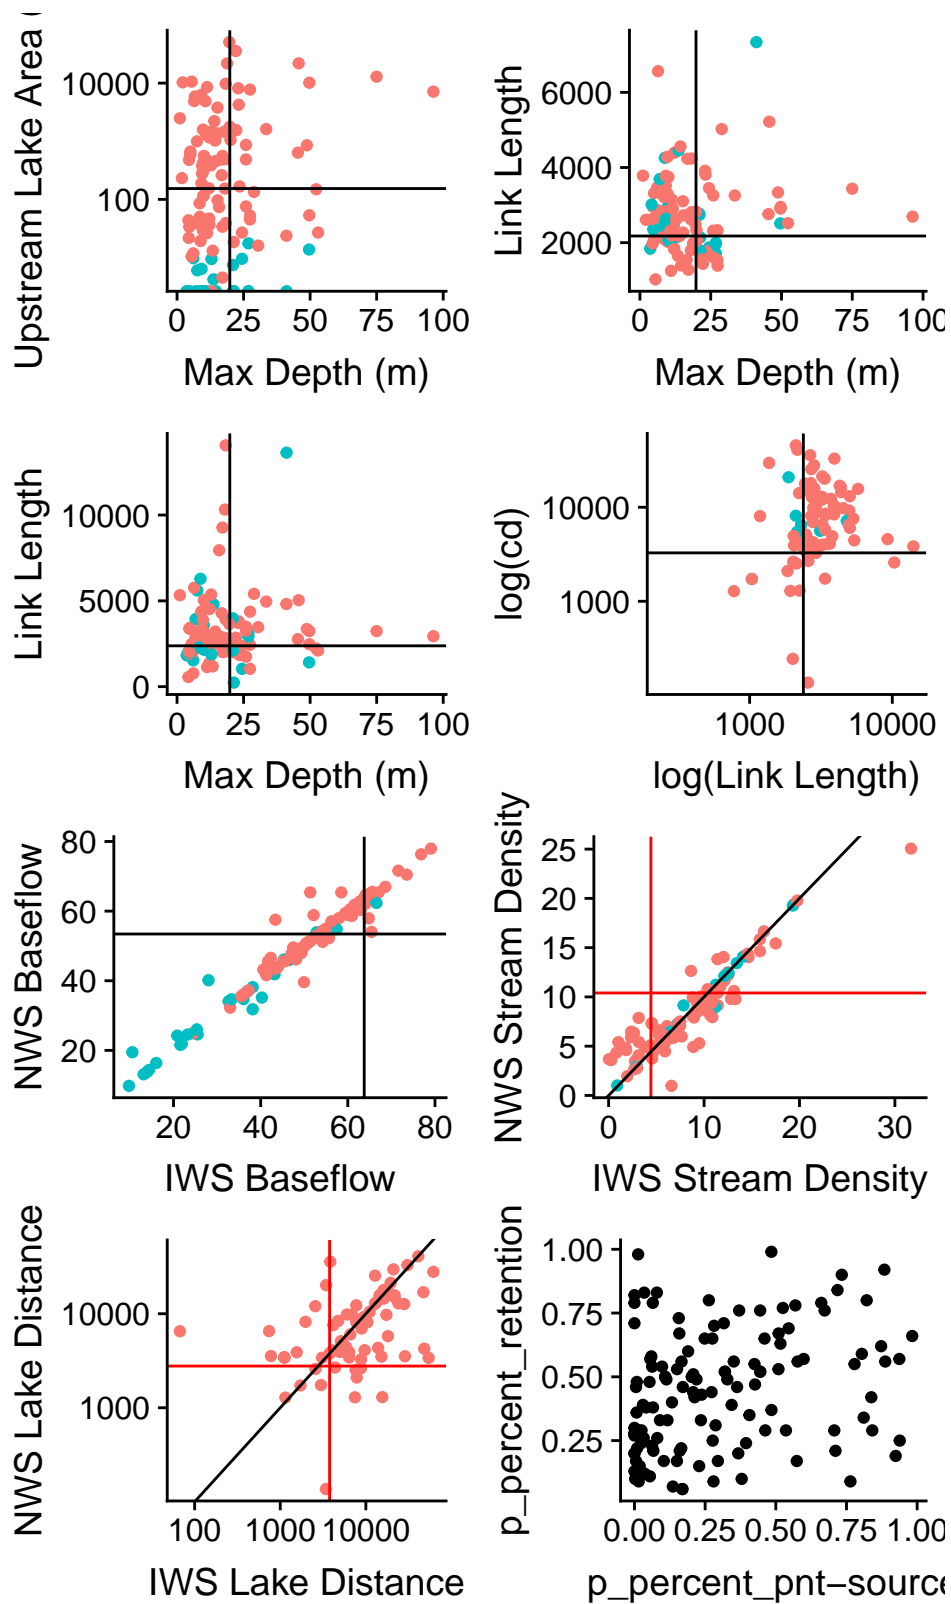 Upstream Lake Area (
10000
100
0 25 50 75 100
Max Depth (m)
Link Length
6000
4000
2000
0 25 50 75 100
Max Depth (m)
Link Length
10000
5000
0
0 25 50 75 100
Max Depth (m)
log(cd)
10000
1000
1000 10000
log(Link Length)
NWS Baseflow
80
60
40
20
20 40 60 80
IWS Baseflow
NWS Stream Density
25
20
15
10
5
0
0 10 20 30
IWS Stream Density
NWS Lake Distance
10000
1000
100 1000 10000
IWS Lake Distance
p_percent_retention
1.00
0.75
0.50
0.25
0.00 0.25 0.50 0.75 1.00
p_percent_pnt-source